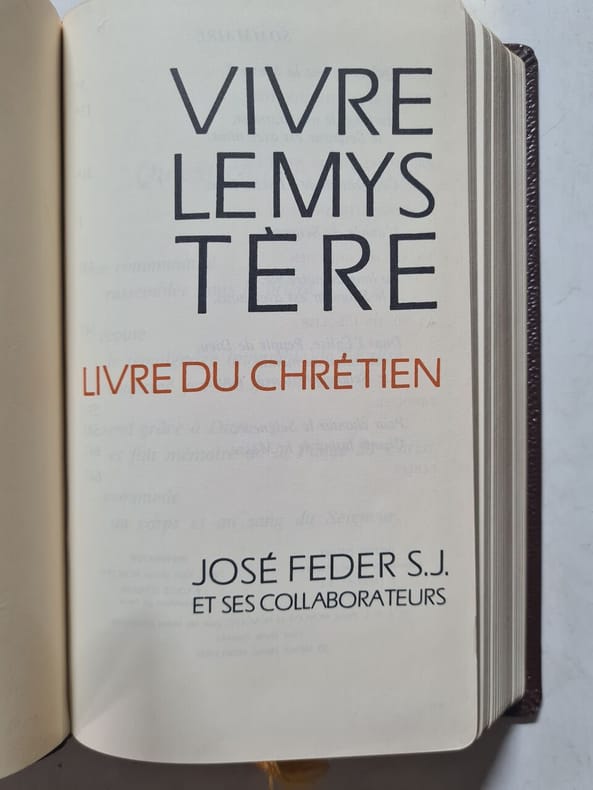 VIVRE
LE MYS
TÈRE
LIVRE DU CHRÉTIEN
JOSÉ FEDER S.J.
ET SES COLLABORATEURS